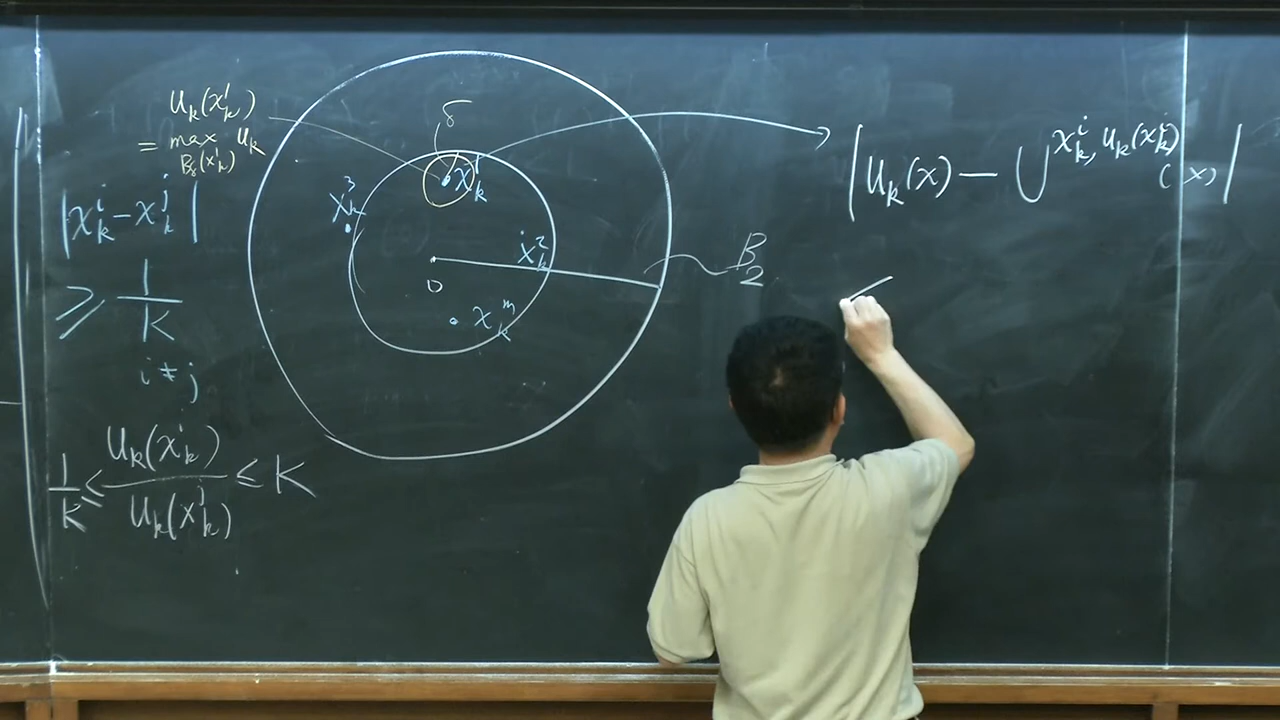 u_k(x_k^1)
= max u_k
B_δ(x_k^1)
|x_k^i - x_k^j|
≥ 1/K
i ≠ j
1/K ≤ u_k(x_k^i)/u_k(x_k^j) ≤ K
δ
x_k^1
x_k^3
x_k^2
0
x_k^m
B_2
|u_k(x) - U^{x_k^i, u_k(x_k^i)}(x)|